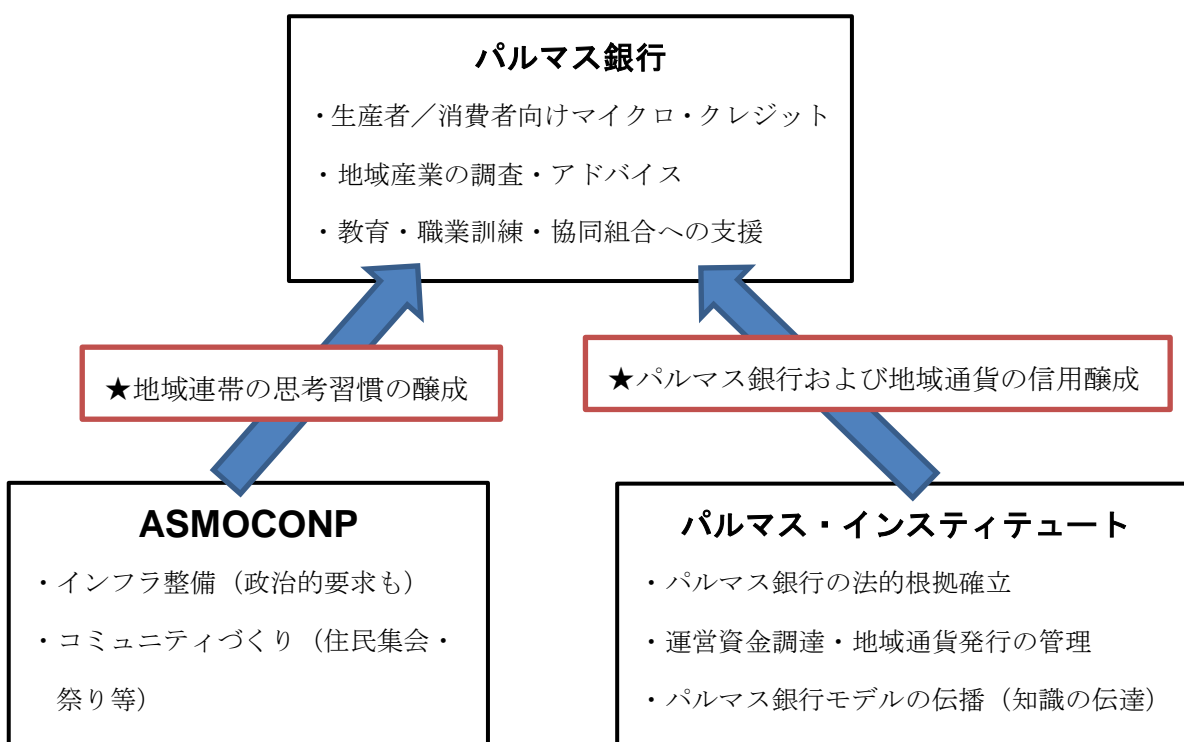 パルマス銀行
・生産者／消費者向けマイクロ・クレジット
・地域産業の調査・アドバイス
・教育・職業訓練・協同組合への支援
★地域連帯の思考習慣の醸成
★パルマス銀行および地域通貨の信用醸成
ASMOCONP
・インフラ整備（政治的要求も）
・コミュニティづくり（住民集会・
祭り等）
パルマス・インスティテュート
・パルマス銀行の法的根拠確立
・運営資金調達・地域通貨発行の管理
・パルマス銀行モデルの伝播（知識の伝達）